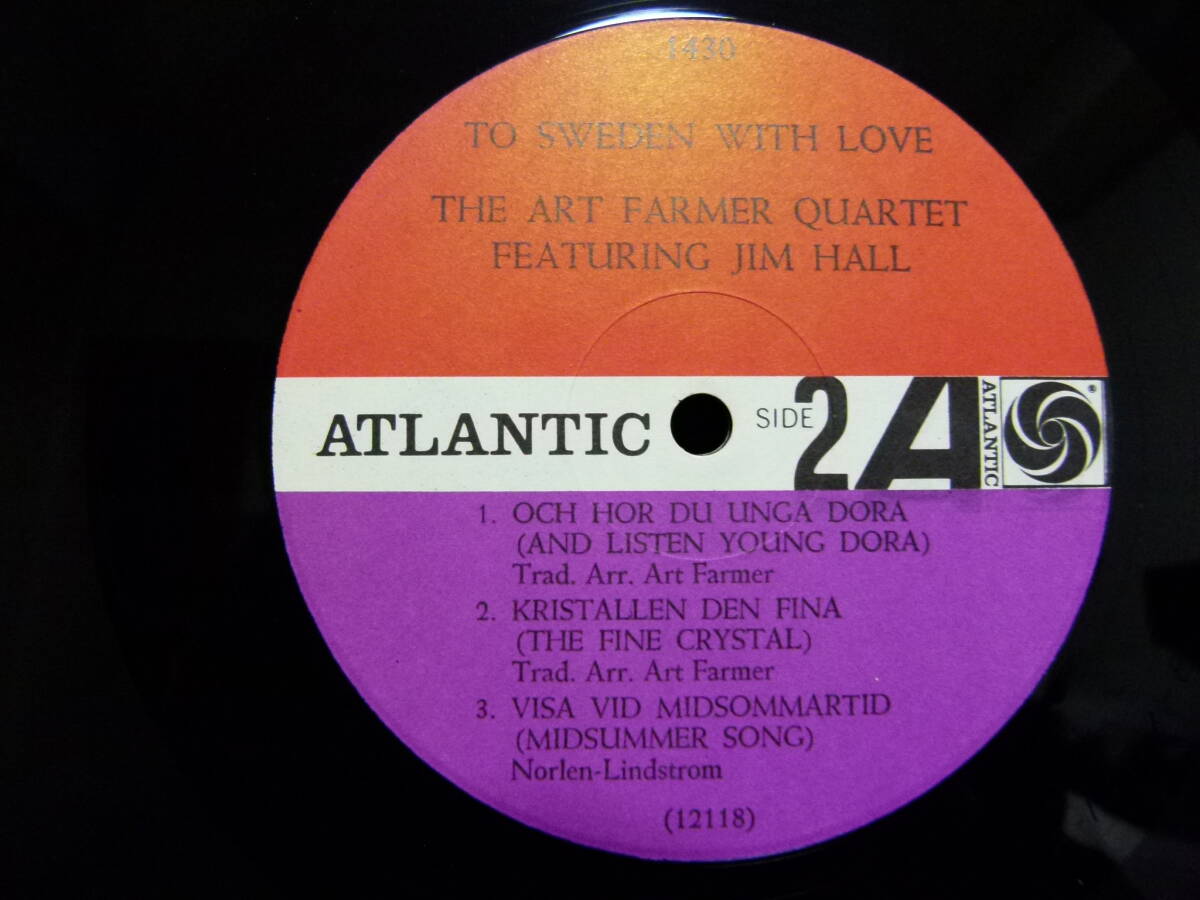 1430
TO SWEDEN WITH LOVE
THE ART FARMER QUARTET
FEATURING JIM HALL
ATLANTIC SIDE 2 A ATLANTIC ®
1. OCH HOR DU UNGA DORA
(AND LISTEN YOUNG DORA)
Trad. Arr. Art Farmer
2. KRISTALLEN DEN FINA
(THE FINE CRYSTAL)
Trad. Arr. Art Farmer
3. VISA VID MIDSOMMARTID
(MIDSUMMER SONG)
Norlen-Lindstrom
(12118)